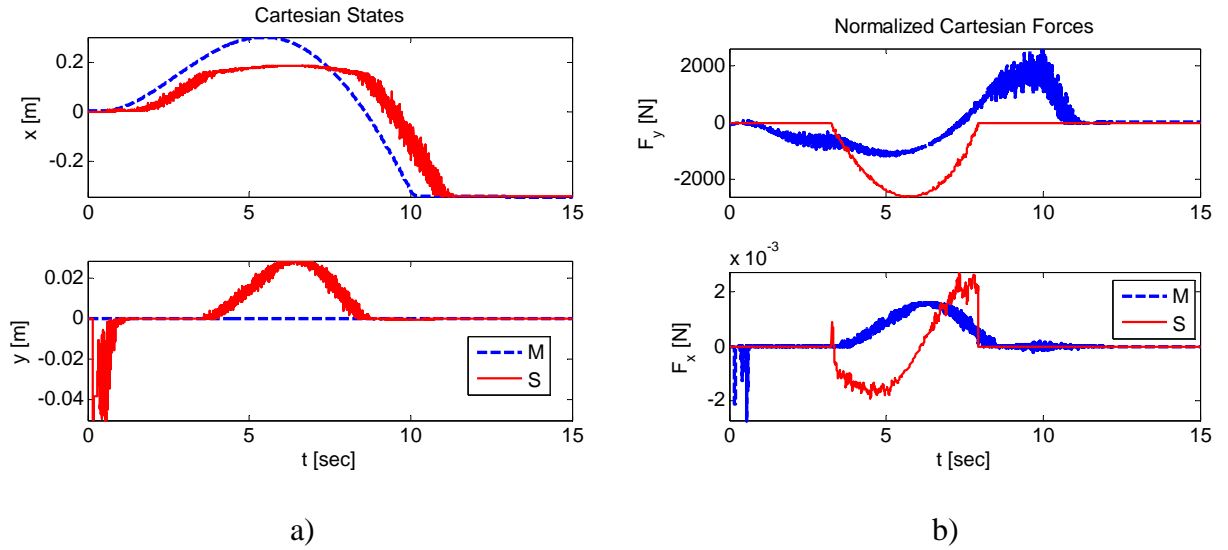 Cartesian States
0.2
0
-0.2
x [m]
0 5 10 15
0.02
0
-0.02
-0.04
y [m]
M
S
0 5 10 15
t [sec]
a)
Normalized Cartesian Forces
2000
0
-2000
F_y [N]
0 5 10 15
x 10^-3
2
0
-2
F_x [N]
M
S
0 5 10 15
t [sec]
b)